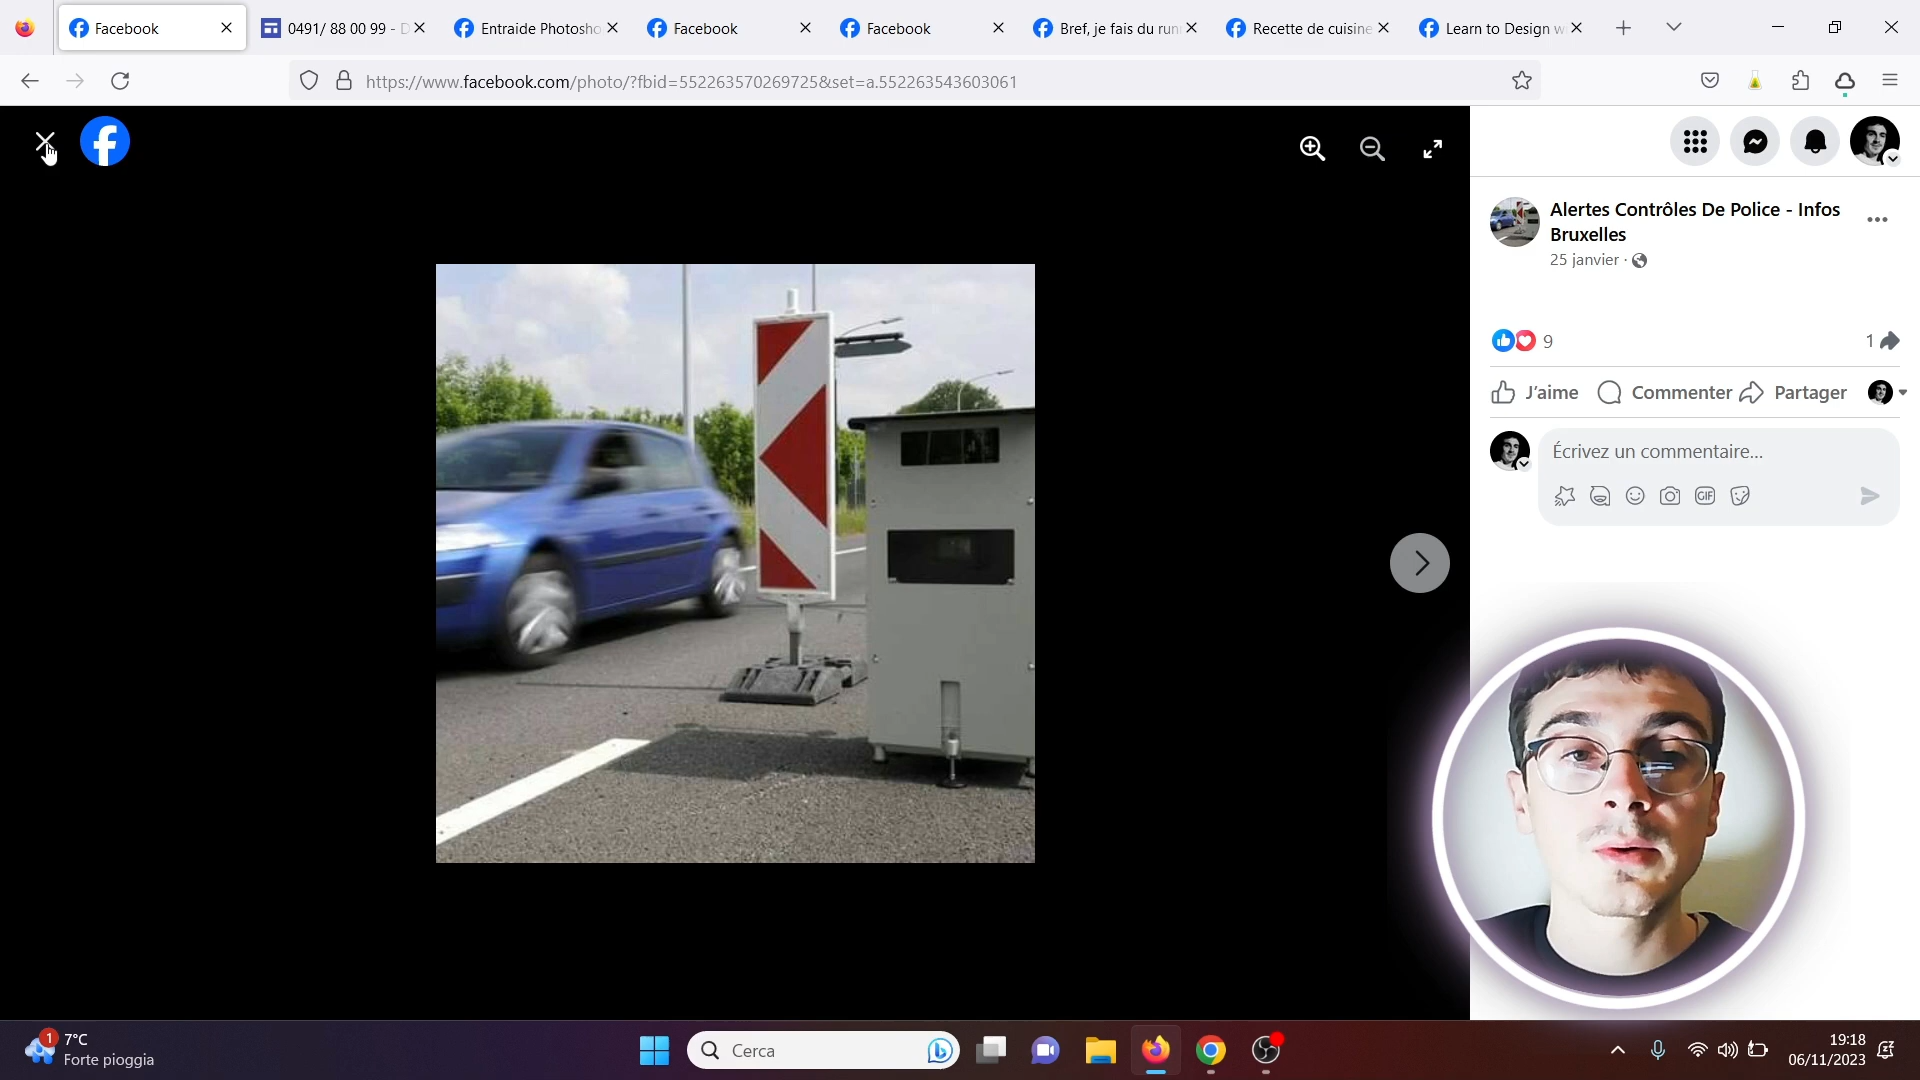 Facebook
0491/ 88 00 99 - D
Entraide Photosho
Facebook
Facebook
Bref, je fais du run
Recette de cuisine
Learn to Design w
https://www.facebook.com/photo/?fbid=552263570269725&set=a.552263543603061
Alertes Contrôles De Police - Infos
Bruxelles
25 janvier ·
9
1
J'aime
Commenter
Partager
Écrivez un commentaire...
GIF
1
7°C
Forte pioggia
Cerca
19:18
06/11/2023